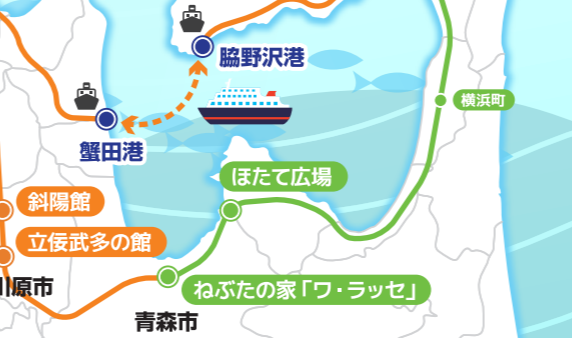 脇野沢港
横浜町
蟹田港
ほたて広場
斜陽館
立佞武多の館
川原市
ねぶたの家「ワ・ラッセ」
青森市